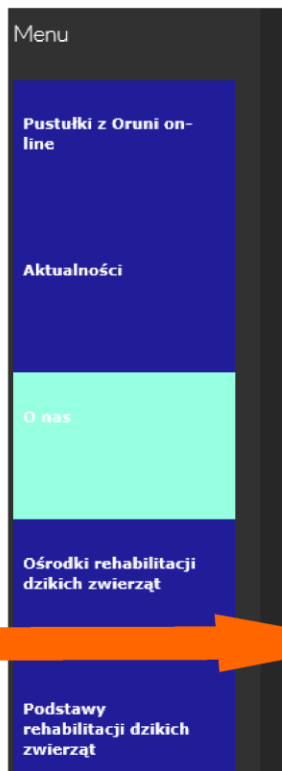 Menu
Pustułki z Oruni on-
line
Aktualności
O nas
Ośrodki rehabilitacji
dzikich zwierząt
Podstawy
rehabilitacji dzikich
zwierząt